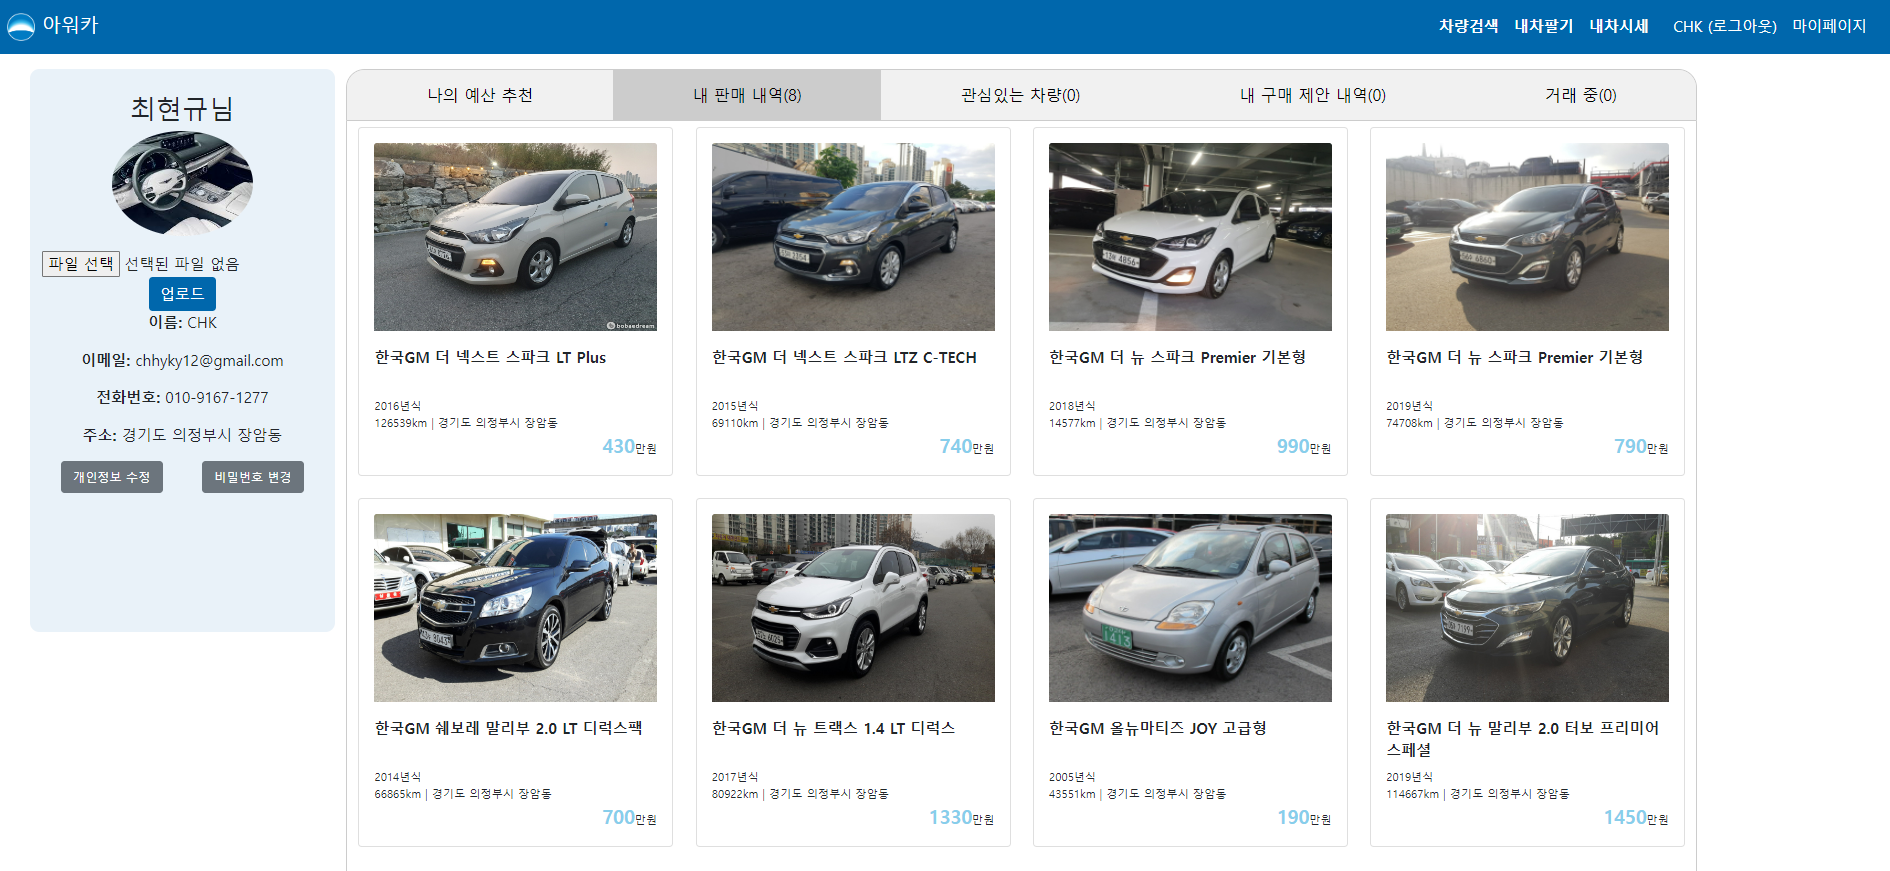 아워카
차량검색 내차팔기 내차시세 CHK (로그아웃) 마이페이지
최현규님
파일 선택 선택된 파일 없음
업로드
이름: CHK
이메일: chhyky12@gmail.com
전화번호: 010-9167-1277
주소: 경기도 의정부시 장암동
개인정보 수정 비밀번호 변경
나의 예산 추천 내 판매 내역(8) 관심있는 차량(0) 내 구매 제안 내역(0) 거래 중(0)
bobaedream
한국GM 더 넥스트 스파크 LT Plus
2016년식
126539km | 경기도 의정부시 장암동
430만원
한국GM 더 넥스트 스파크 LTZ C-TECH
2015년식
69110km | 경기도 의정부시 장암동
740만원
4856
한국GM 더 뉴 스파크 Premier 기본형
2018년식
14577km | 경기도 의정부시 장암동
990만원
6860
한국GM 더 뉴 스파크 Premier 기본형
2019년식
74708km | 경기도 의정부시 장암동
790만원
한국GM 쉐보레 말리부 2.0 LT 디럭스팩
2014년식
66865km | 경기도 의정부시 장암동
700만원
한국GM 더 뉴 트랙스 1.4 LT 디럭스
2017년식
80922km | 경기도 의정부시 장암동
1330만원
1413
한국GM 올뉴마티즈 JOY 고급형
2005년식
43551km | 경기도 의정부시 장암동
190만원
7199
한국GM 더 뉴 말리부 2.0 터보 프리미어
스페셜
2019년식
114667km | 경기도 의정부시 장암동
1450만원